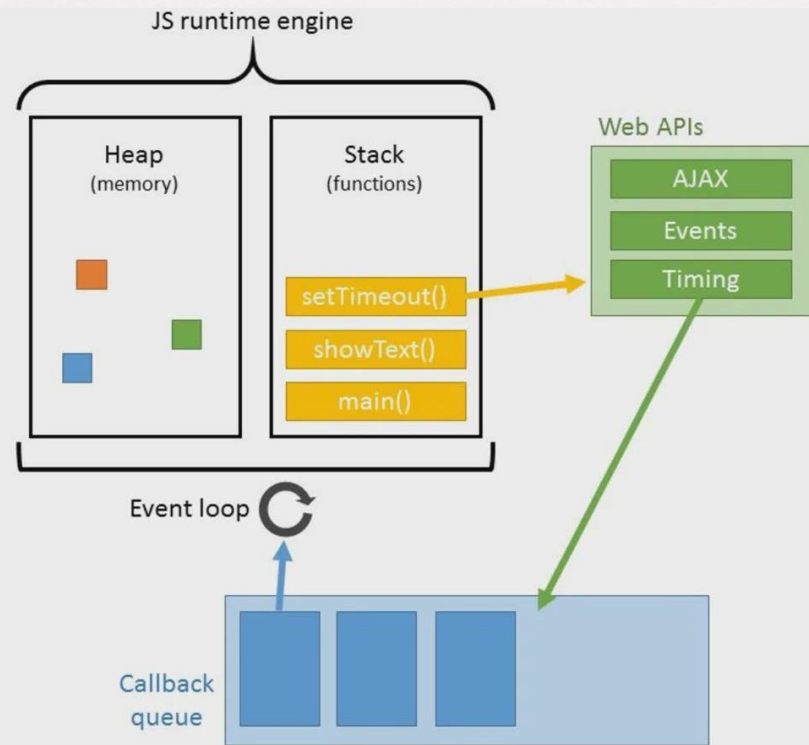 JS runtime engine
Heap
(memory)
Stack
(functions)
setTimeout()
showText()
main()
Web APIs
AJAX
Events
Timing
Event loop
Callback
queue